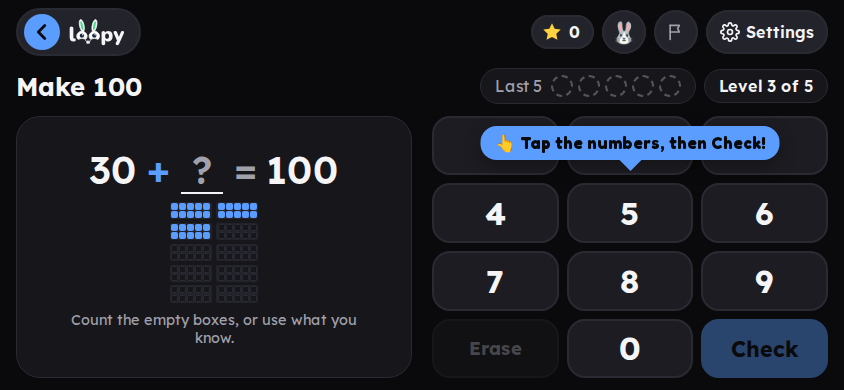 loopy
0
Settings
Make 100
Last 5
Level 3 of 5
30 + ? = 100
Count the empty boxes, or use what you
know.
👆 Tap the numbers, then Check!
4 5 6
7 8 9
Erase 0 Check